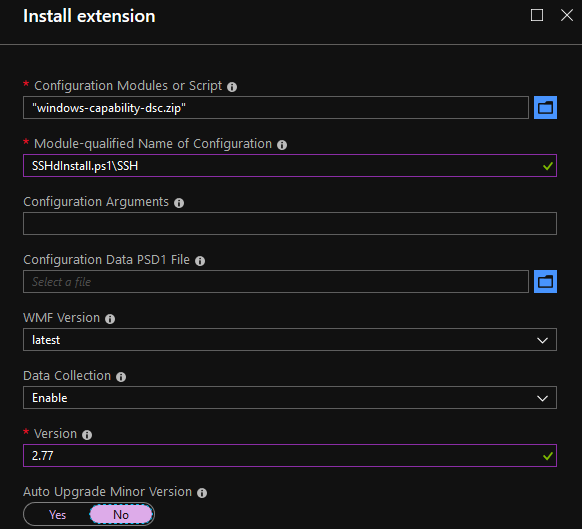 Install extension
* Configuration Modules or Script
"windows-capability-dsc.zip"
* Module-qualified Name of Configuration
SSHdInstall.ps1\SSH
Configuration Arguments
Configuration Data PSD1 File
Select a file
WMF Version
latest
Data Collection
Enable
* Version
2.77
Auto Upgrade Minor Version
Yes No